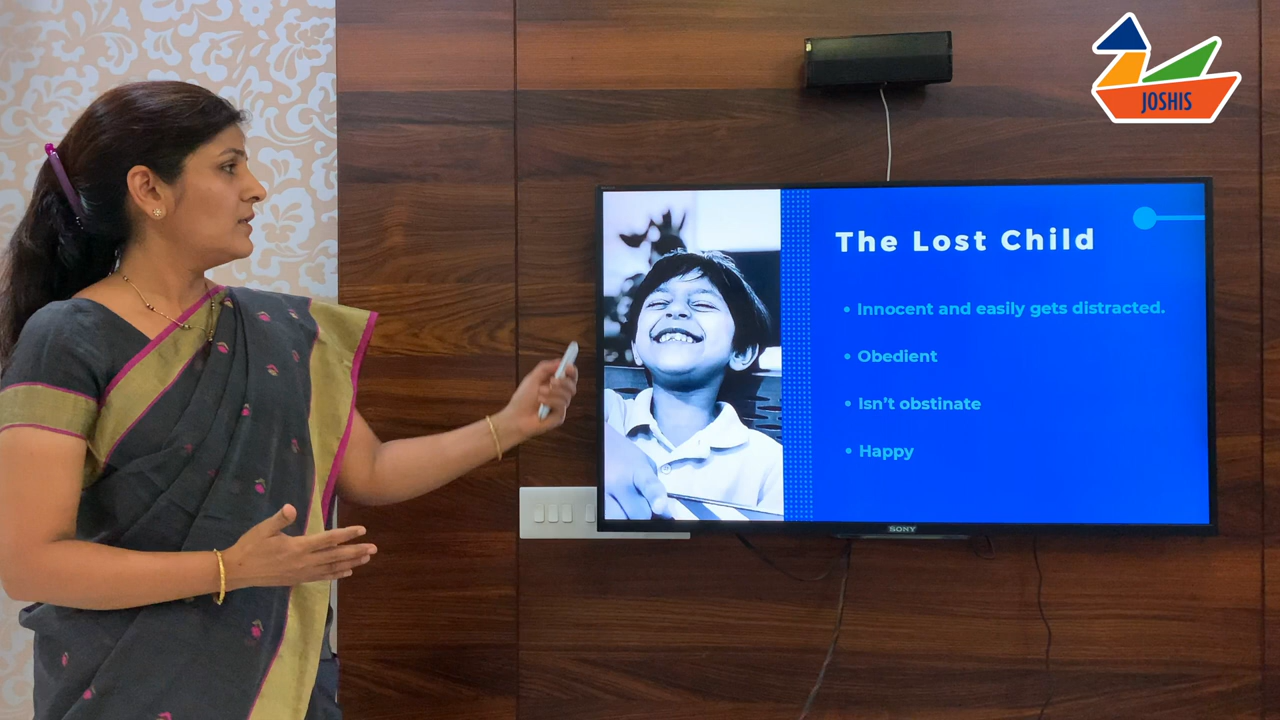 JOSHIS
The Lost Child
• Innocent and easily gets distracted.
• Obedient
• Isn't obstinate
• Happy
SONY